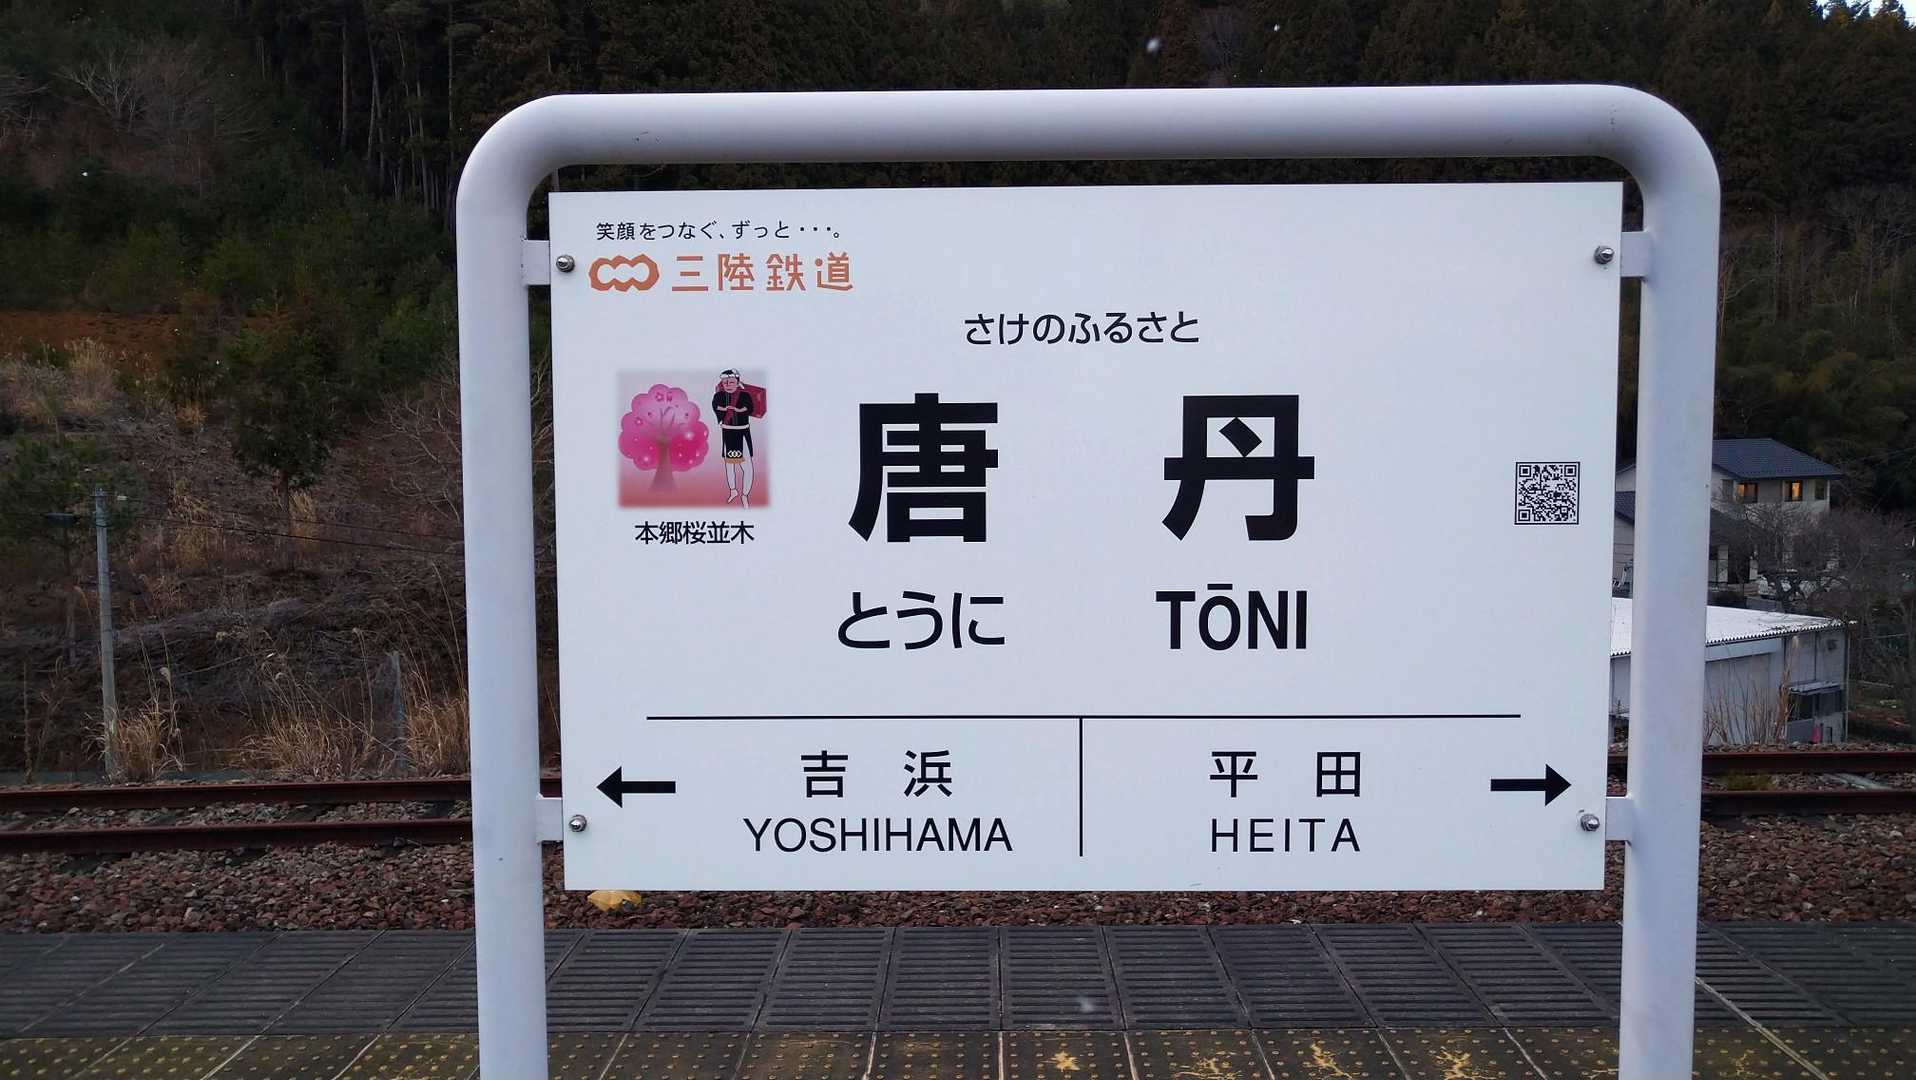 笑顔をつなぐ、ずっと・・・。
三陸鉄道
さけのふるさと
本郷桜並木
唐丹
とうに TŌNI
吉浜 平田
YOSHIHAMA HEITA